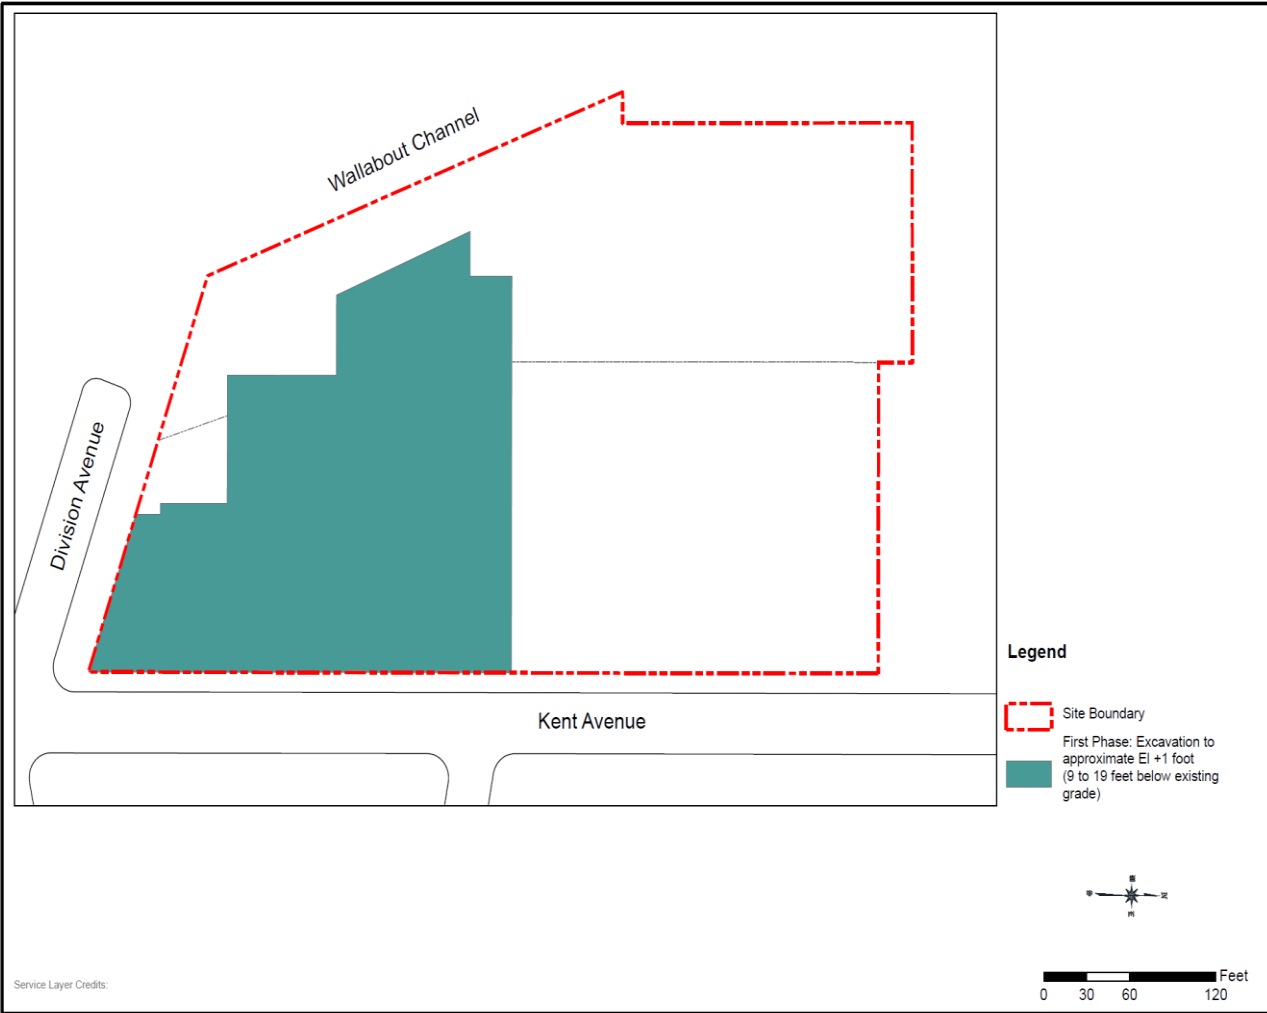 Wallabout Channel
Division Avenue
Kent Avenue
Legend
Site Boundary
First Phase: Excavation to
approximate El +1 foot
(9 to 19 feet below existing
grade)
N
E
Feet
0 30 60 120
Service Layer Credits: